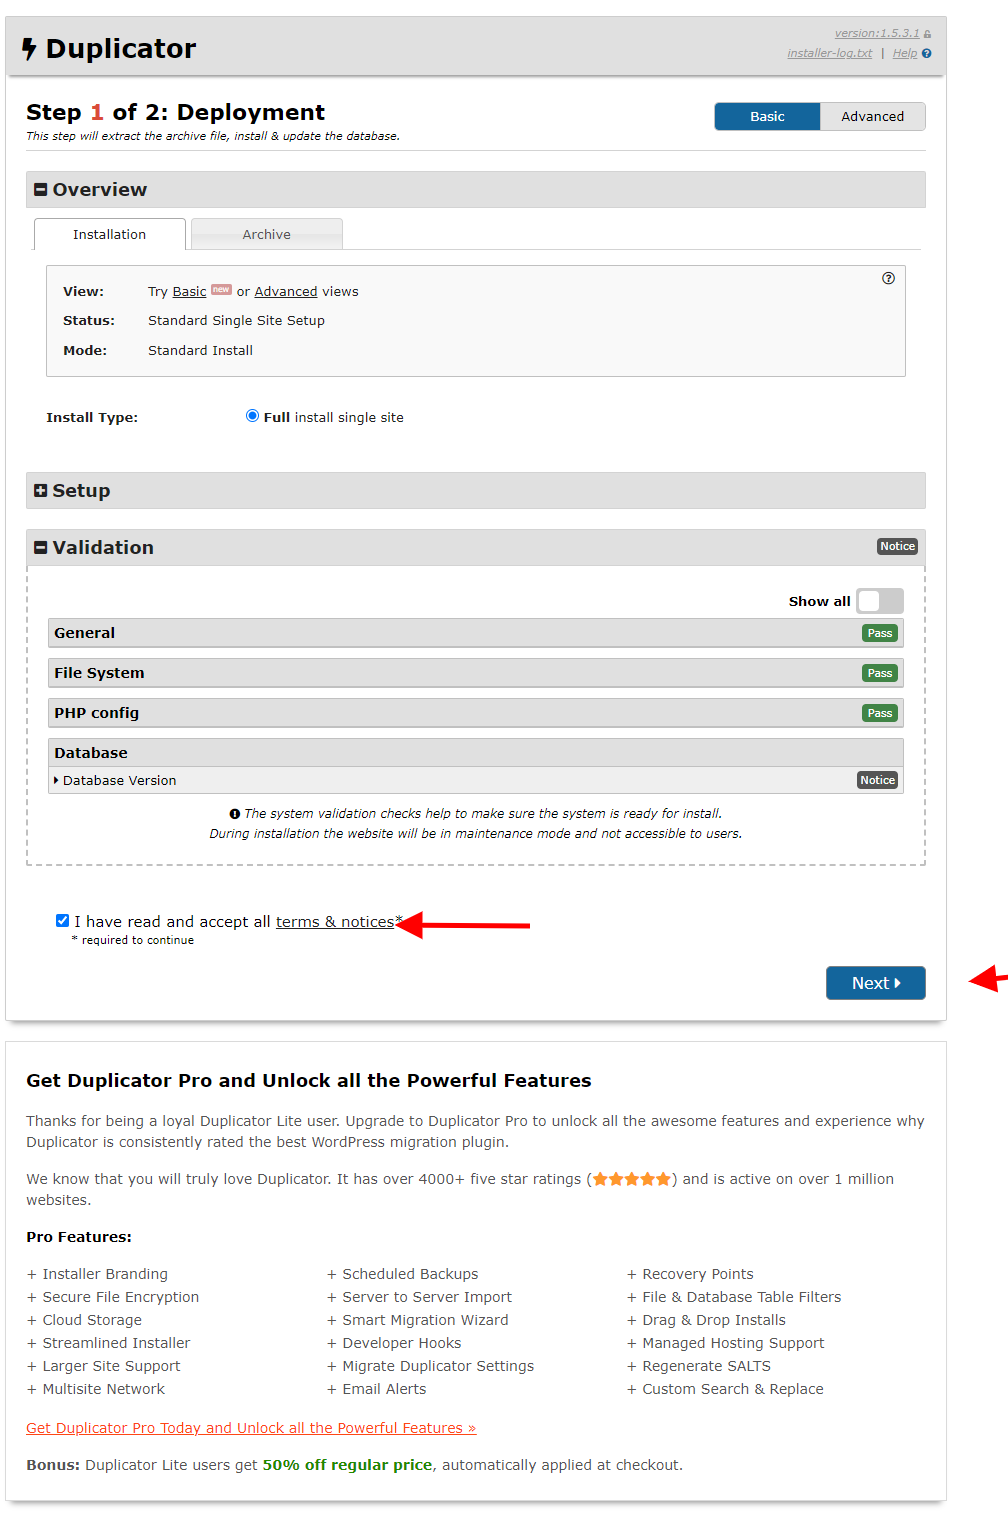 Duplicator
version:1.5.3.1
installer-log.txt | Help
Step 1 of 2: Deployment
This step will extract the archive file, install & update the database.
Basic Advanced
Overview
Installation Archive
View: Try Basic new or Advanced views
Status: Standard Single Site Setup
Mode: Standard Install
Install Type: Full install single site
Setup
Validation Notice
Show all
General Pass
File System Pass
PHP config Pass
Database
Database Version Notice
The system validation checks help to make sure the system is ready for install.
During installation the website will be in maintenance mode and not accessible to users.
I have read and accept all terms & notices*
* required to continue
Next
Get Duplicator Pro and Unlock all the Powerful Features
Thanks for being a loyal Duplicator Lite user. Upgrade to Duplicator Pro to unlock all the awesome features and experience why
Duplicator is consistently rated the best WordPress migration plugin.
We know that you will truly love Duplicator. It has over 4000+ five star ratings (★★★★★) and is active on over 1 million
websites.
Pro Features:
+ Installer Branding + Scheduled Backups + Recovery Points
+ Secure File Encryption + Server to Server Import + File & Database Table Filters
+ Cloud Storage + Smart Migration Wizard + Drag & Drop Installs
+ Streamlined Installer + Developer Hooks + Managed Hosting Support
+ Larger Site Support + Migrate Duplicator Settings + Regenerate SALTS
+ Multisite Network + Email Alerts + Custom Search & Replace
Get Duplicator Pro Today and Unlock all the Powerful Features »
Bonus: Duplicator Lite users get 50% off regular price, automatically applied at checkout.